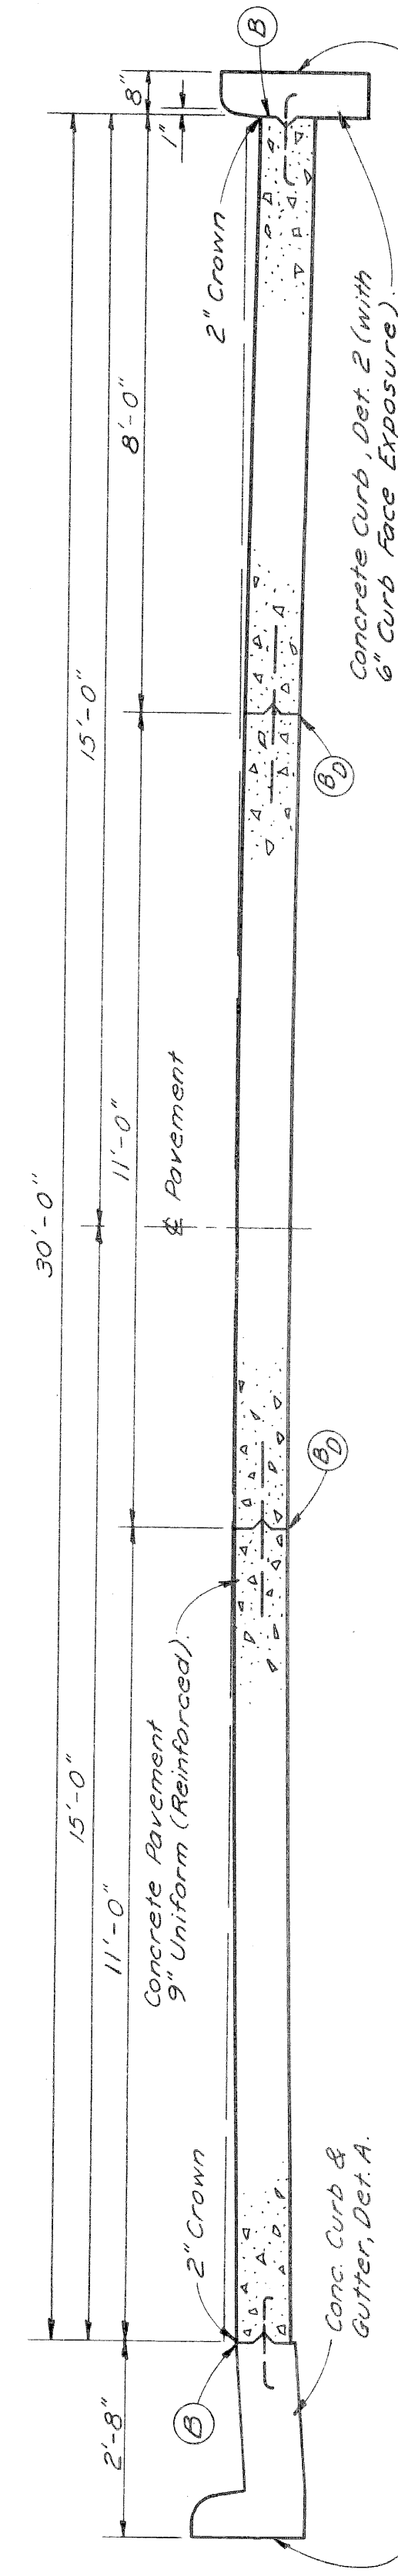 30'-0"
15'-0"
15'-0"
2'-8"
11'-0"
11'-0"
8'-0"
1"
8"
2" Crown
Concrete Pavement
9" Uniform (Reinforced)
℄ Pavement
2" Crown
B
B
BD
BD
Conc. Curb &
Gutter, Det. A.
Concrete Curb, Det. 2 (with
6" Curb Face Exposure)